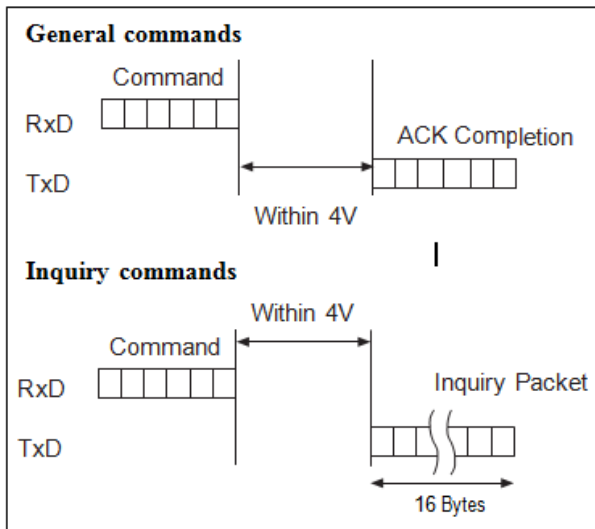 General commands
Command
RxD
ACK Completion
TxD
Within 4V
Inquiry commands
Within 4V
Command
RxD
Inquiry Packet
TxD
16 Bytes